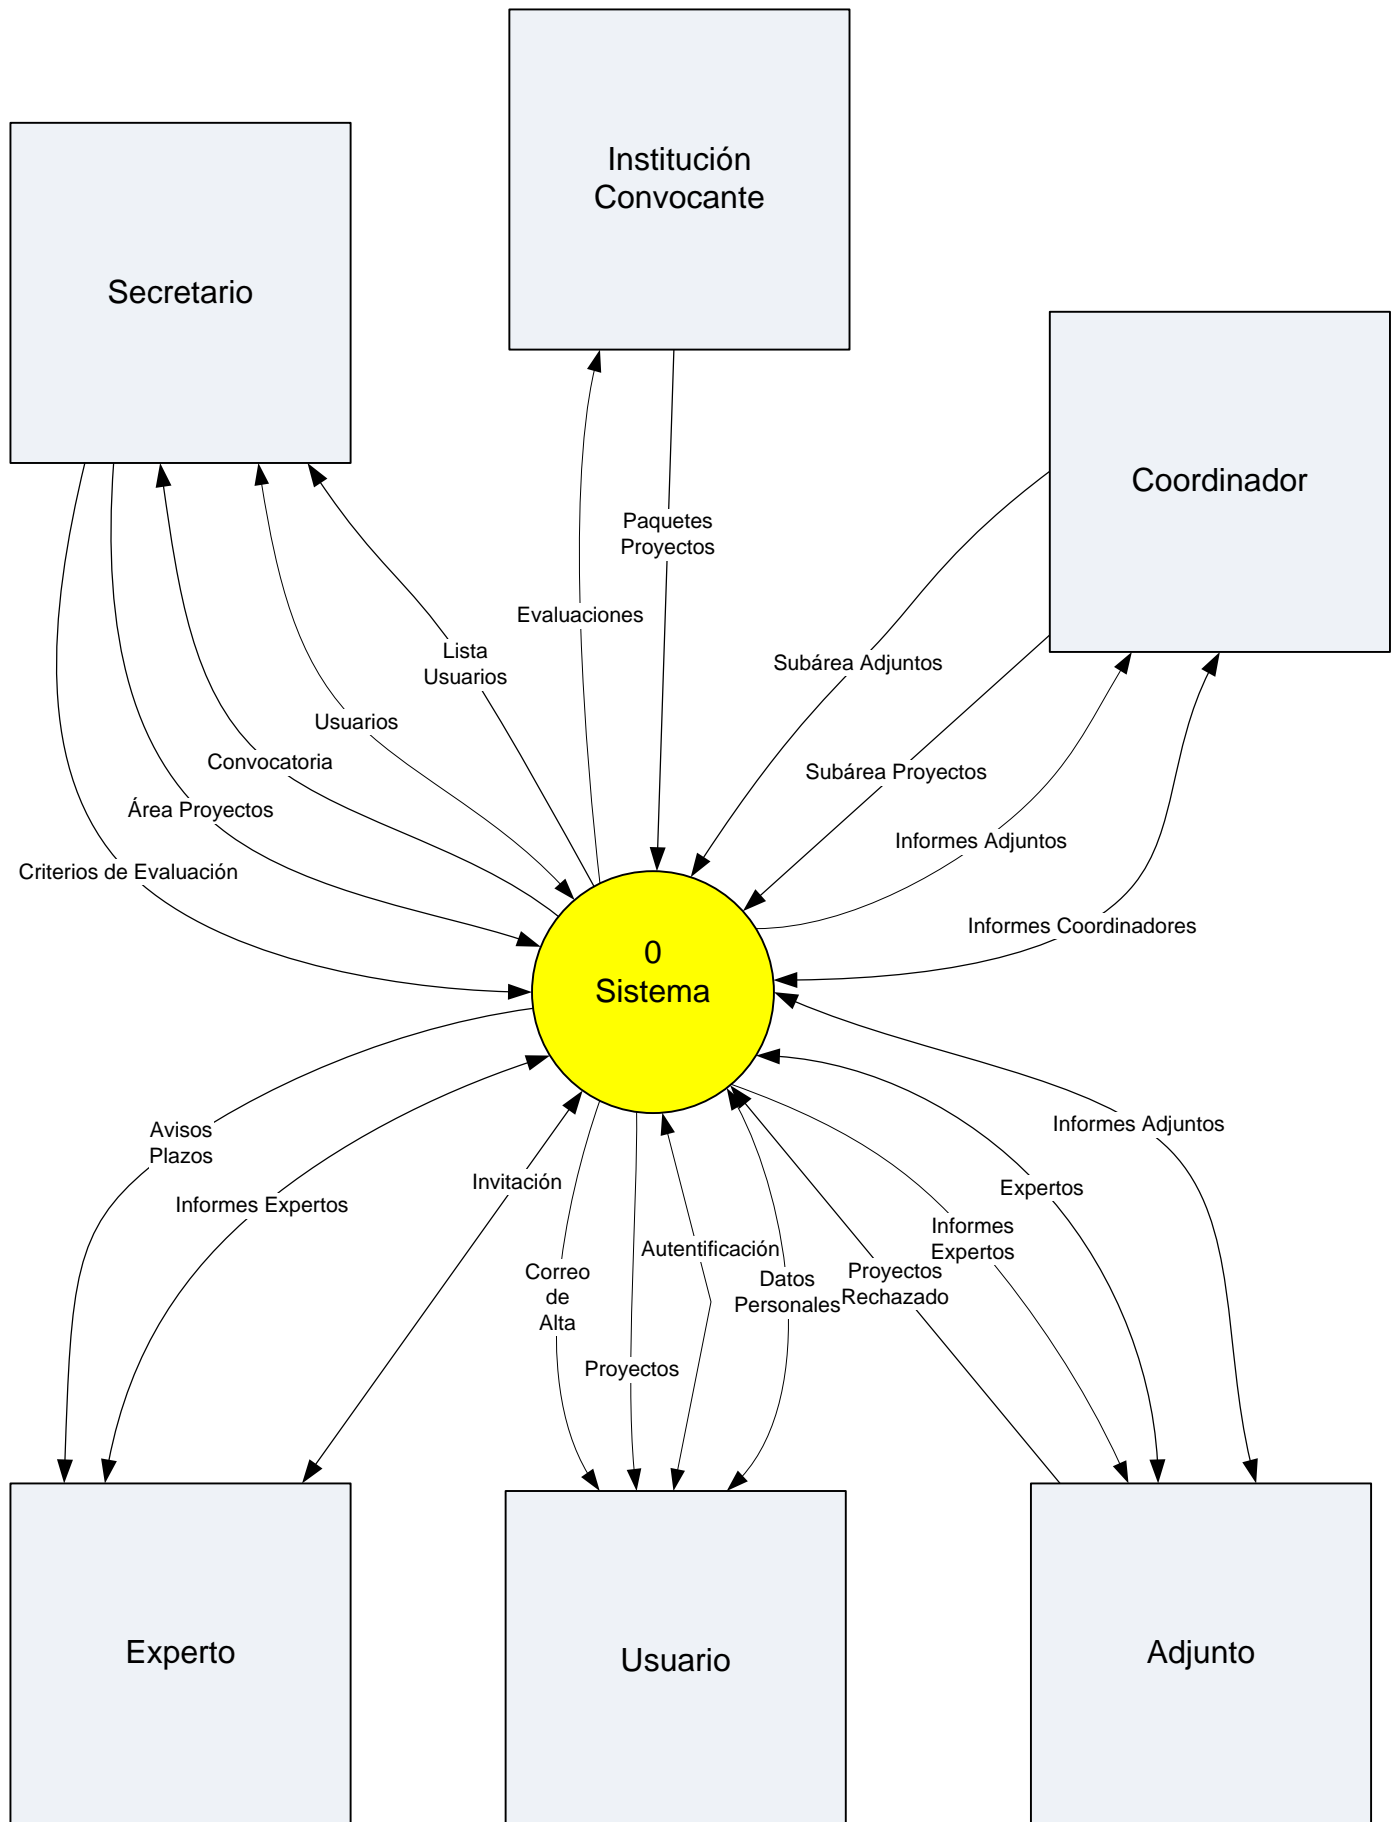 Institución
Convocante
Secretario
Coordinador
Paquetes
Proyectos
Evaluaciones
Lista
Usuarios
Subárea Adjuntos
Usuarios
Convocatoria
Subárea Proyectos
Área Proyectos
Informes Adjuntos
Criterios de Evaluación
Informes Coordinadores
0
Sistema
Avisos
Plazos
Informes Adjuntos
Invitación
Expertos
Informes Expertos
Informes
Expertos
Autentificación
Correo
de
Alta
Datos
Personales
Proyectos
Rechazado
Proyectos
Experto
Usuario
Adjunto